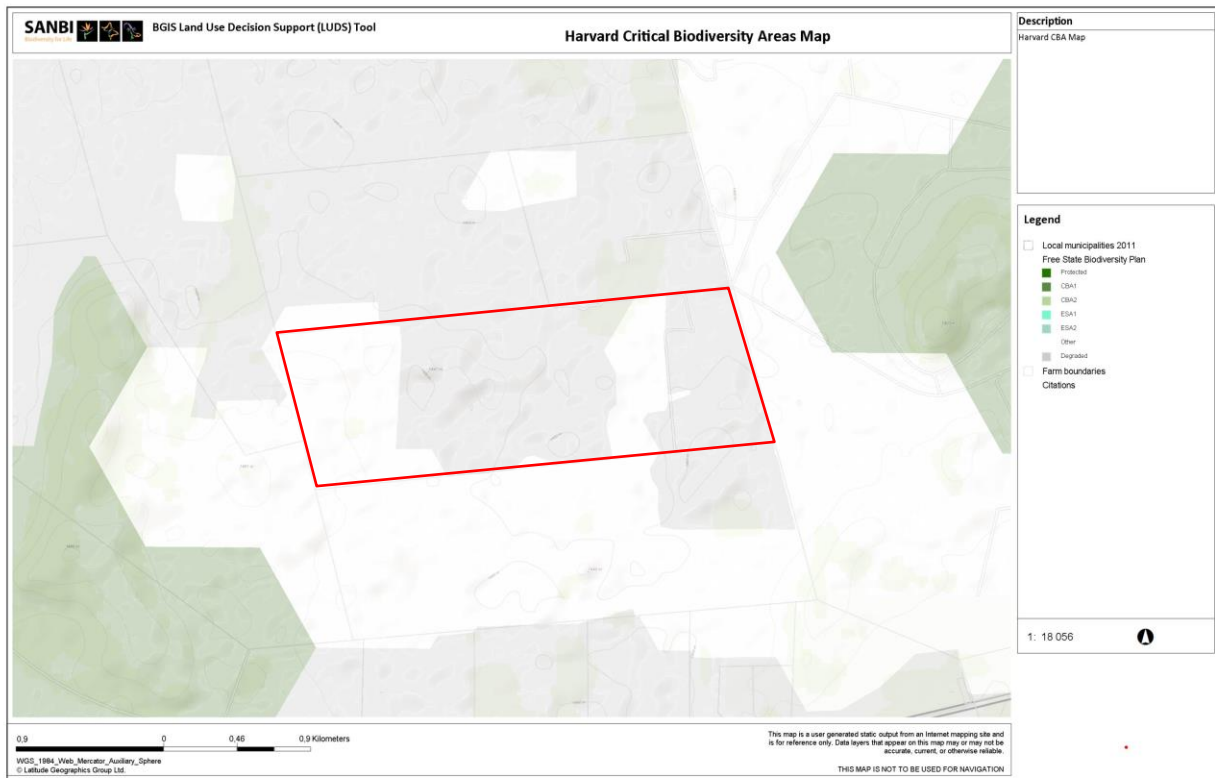 SANBI
Biodiversity for Life
BGIS Land Use Decision Support (LUDS) Tool
Harvard Critical Biodiversity Areas Map
Description
Harvard CBA Map
Legend
Local municipalities 2011
Free State Biodiversity Plan
Protected
CBA1
CBA2
ESA1
ESA2
Other
Degraded
Farm boundaries
Citations
1: 18 056
0,9 0 0,46 0,9 Kilometers
WGS_1984_Web_Mercator_Auxiliary_Sphere
© Latitude Geographics Group Ltd.
This map is a user generated static output from an Internet mapping site and
is for reference only. Data layers that appear on this map may or may not be
accurate, current, or otherwise reliable.
THIS MAP IS NOT TO BE USED FOR NAVIGATION